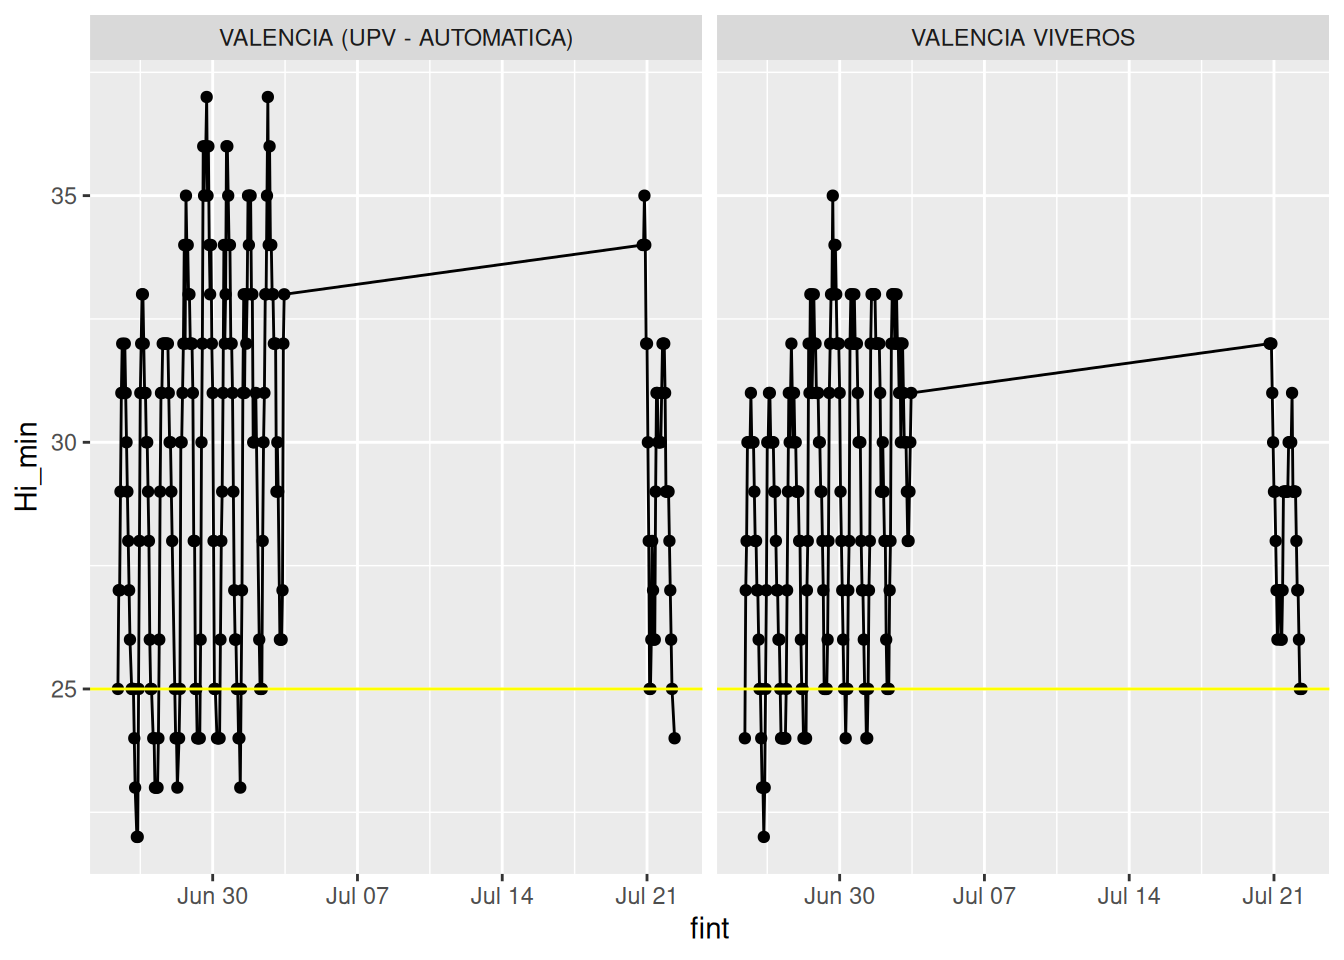 VALENCIA (UPV - AUTOMATICA)
VALENCIA VIVEROS
35
30
25
Hi_min
Jun 30
Jul 07
Jul 14
Jul 21
Jun 30
Jul 07
Jul 14
Jul 21
fint